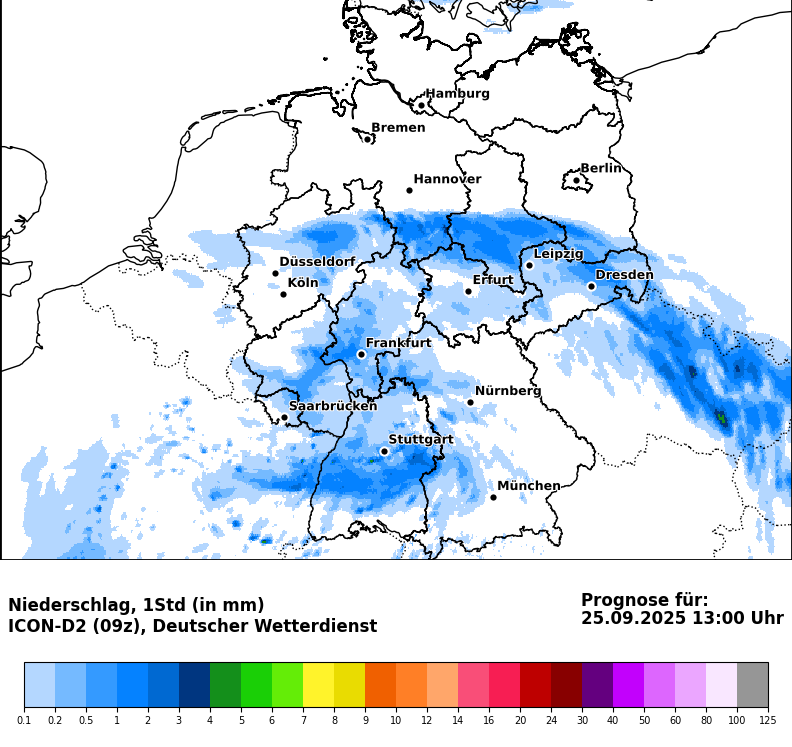 Hamburg
Bremen
Berlin
Hannover
Düsseldorf
Leipzig
Köln
Erfurt
Dresden
Frankfurt
Nürnberg
Saarbrücken
Stuttgart
München
Niederschlag, 1Std (in mm)
ICON-D2 (09z), Deutscher Wetterdienst
Prognose für:
25.09.2025 13:00 Uhr
0.1 0.2 0.5 1 2 3 4 5 6 7 8 9 10 12 14 16 20 24 30 40 50 60 80 100 125